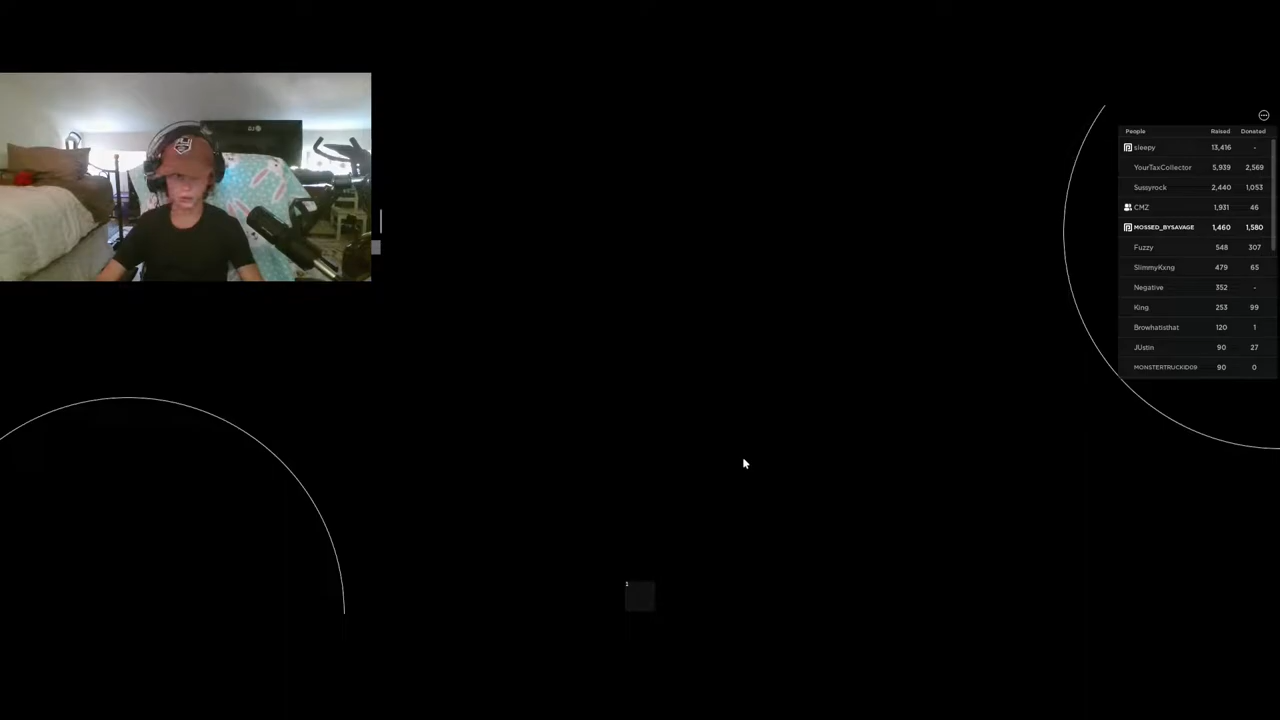 People Raised Donated
sleepy 13,416 -
YourTaxCollector 5,939 2,569
Sussyrock 2,440 1,053
CMZ 1,931 46
MOSSED_BYSAVAGE 1,460 1,580
Fuzzy 548 307
SlimmyKxng 479 65
Negative 352 -
King 253 99
Browhatisthat 120 1
JUstin 90 27
MONSTERTRUCKID09 90 0
LG
1